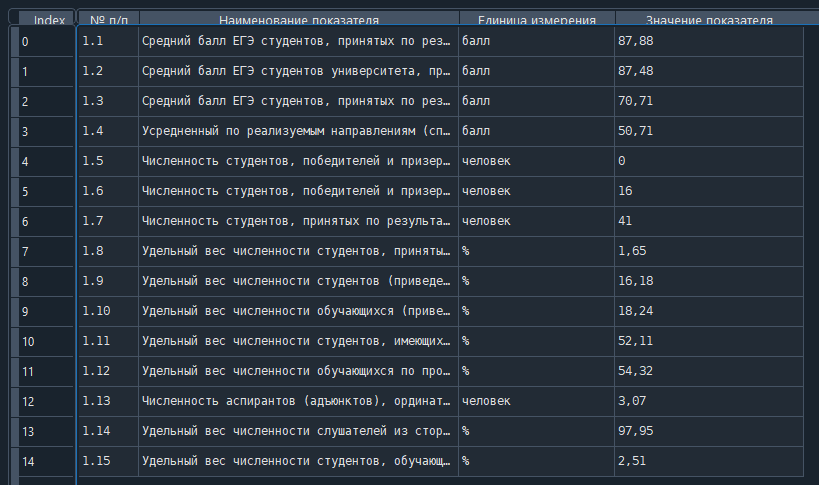 Index № п/п Наименование показателя Единица измерения Значение показателя
0 1.1 Средний балл ЕГЭ студентов, принятых по рез… балл 87,88
1 1.2 Средний балл ЕГЭ студентов университета, пр… балл 87,48
2 1.3 Средний балл ЕГЭ студентов, принятых по рез… балл 70,71
3 1.4 Усредненный по реализуемым направлениям (сп… балл 50,71
4 1.5 Численность студентов, победителей и призер… человек 0
5 1.6 Численность студентов, победителей и призер… человек 16
6 1.7 Численность студентов, принятых по результа… человек 41
7 1.8 Удельный вес численности студентов, приняты… % 1,65
8 1.9 Удельный вес численности студентов (приведе… % 16,18
9 1.10 Удельный вес численности обучающихся (приве… % 18,24
10 1.11 Удельный вес численности студентов, имеющих… % 52,11
11 1.12 Удельный вес численности обучающихся по про… % 54,32
12 1.13 Численность аспирантов (адъюнктов), ординат… человек 3,07
13 1.14 Удельный вес численности слушателей из стор… % 97,95
14 1.15 Удельный вес численности студентов, обучающ… % 2,51